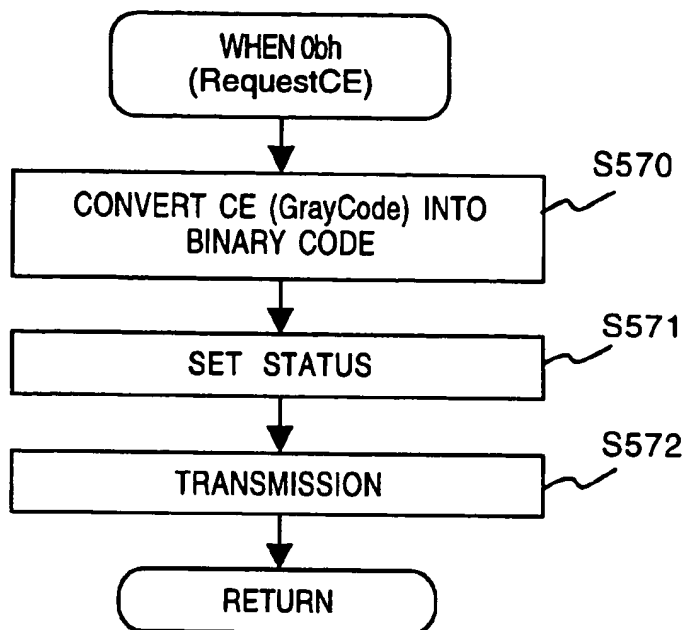 WHEN 0bh
(RequestCE)
S570
CONVERT CE (GrayCode) INTO
BINARY CODE
S571
SET STATUS
S572
TRANSMISSION
RETURN